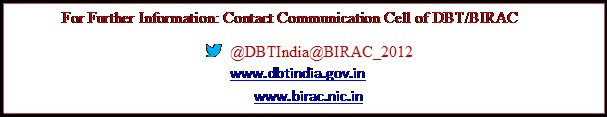 For Further Information: Contact Communication Cell of DBT/BIRAC
@DBTIndia@BIRAC_2012
www.dbtindia.gov.in
www.birac.nic.in